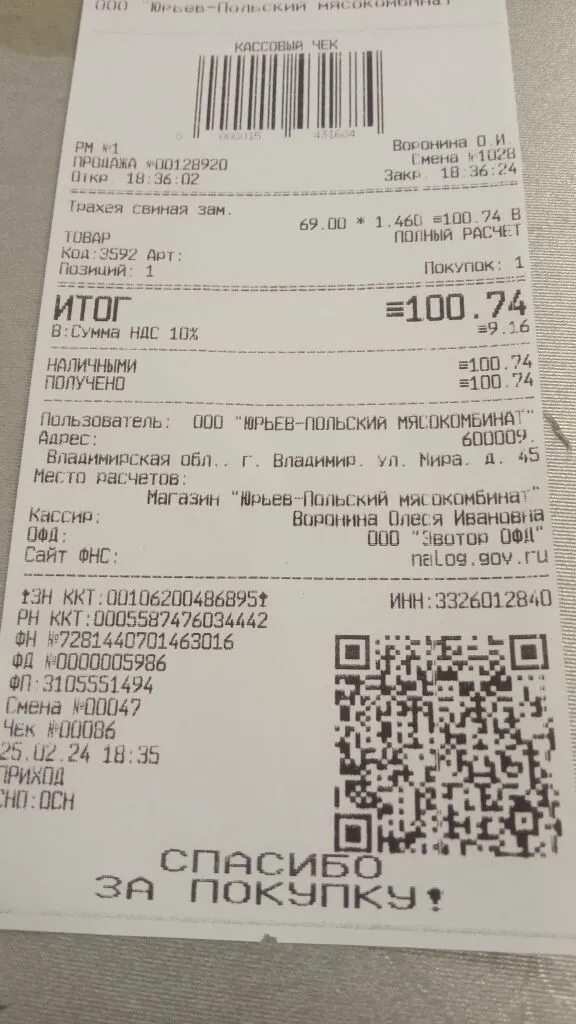 ООО "Юрьев-Польский мясокомбинат"
КАССОВЫЙ ЧЕК
0 000015 431604
РМ №1 Воронина О.И.
ПРОДАЖА №00128920 Смена №1028
Откр. 18:36:02 Закр. 18:36:24
Трахея свиная зам.
69.00 * 1.460 ≡100.74 В
ТОВАР ПОЛНЫЙ РАСЧЕТ
Код:3592 Арт:
Позиций: 1 Покупок: 1
ИТОГ ≡100.74
В:Сумма НДС 10% ≡9.16
НАЛИЧНЫМИ ≡100.74
ПОЛУЧЕНО ≡100.74
Пользователь: ООО "ЮРЬЕВ-ПОЛЬСКИЙ МЯСОКОМБИНАТ"
Адрес: 600009,
Владимирская обл., г. Владимир, ул. Мира, д. 45
Место расчетов:
Магазин "Юрьев-Польский мясокомбинат"
Кассир: Воронина Олеся Ивановна
ОФД: ООО "Эвотор ОФД"
Сайт ФНС: nalog.gov.ru
ЗН ККТ:00106200486895 ИНН:3326012840
РН ККТ:0005587476034442
ФН №7281440701463016
ФД №0000005986
ФП:3105551494
Смена №00047
Чек №00086
25.02.24 18:35
ПРИХОД
СНО:ОСН
СПАСИБО
ЗА ПОКУПКУ!